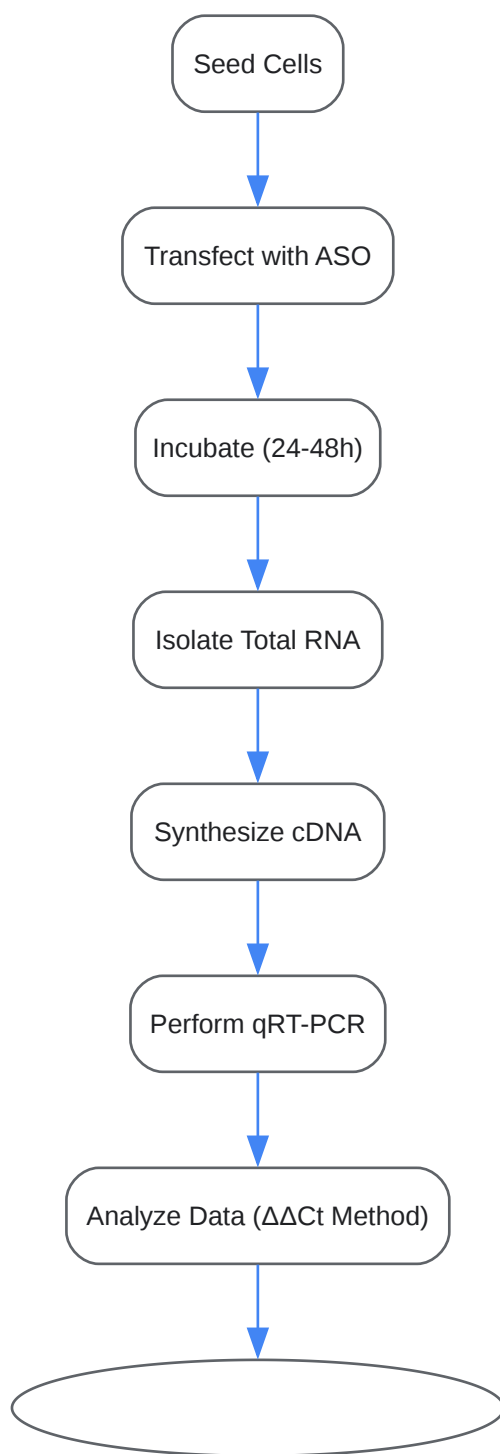 Seed Cells
Transfect with ASO
Incubate (24-48h)
Isolate Total RNA
Synthesize cDNA
Perform qRT-PCR
Analyze Data (ΔΔCt Method)